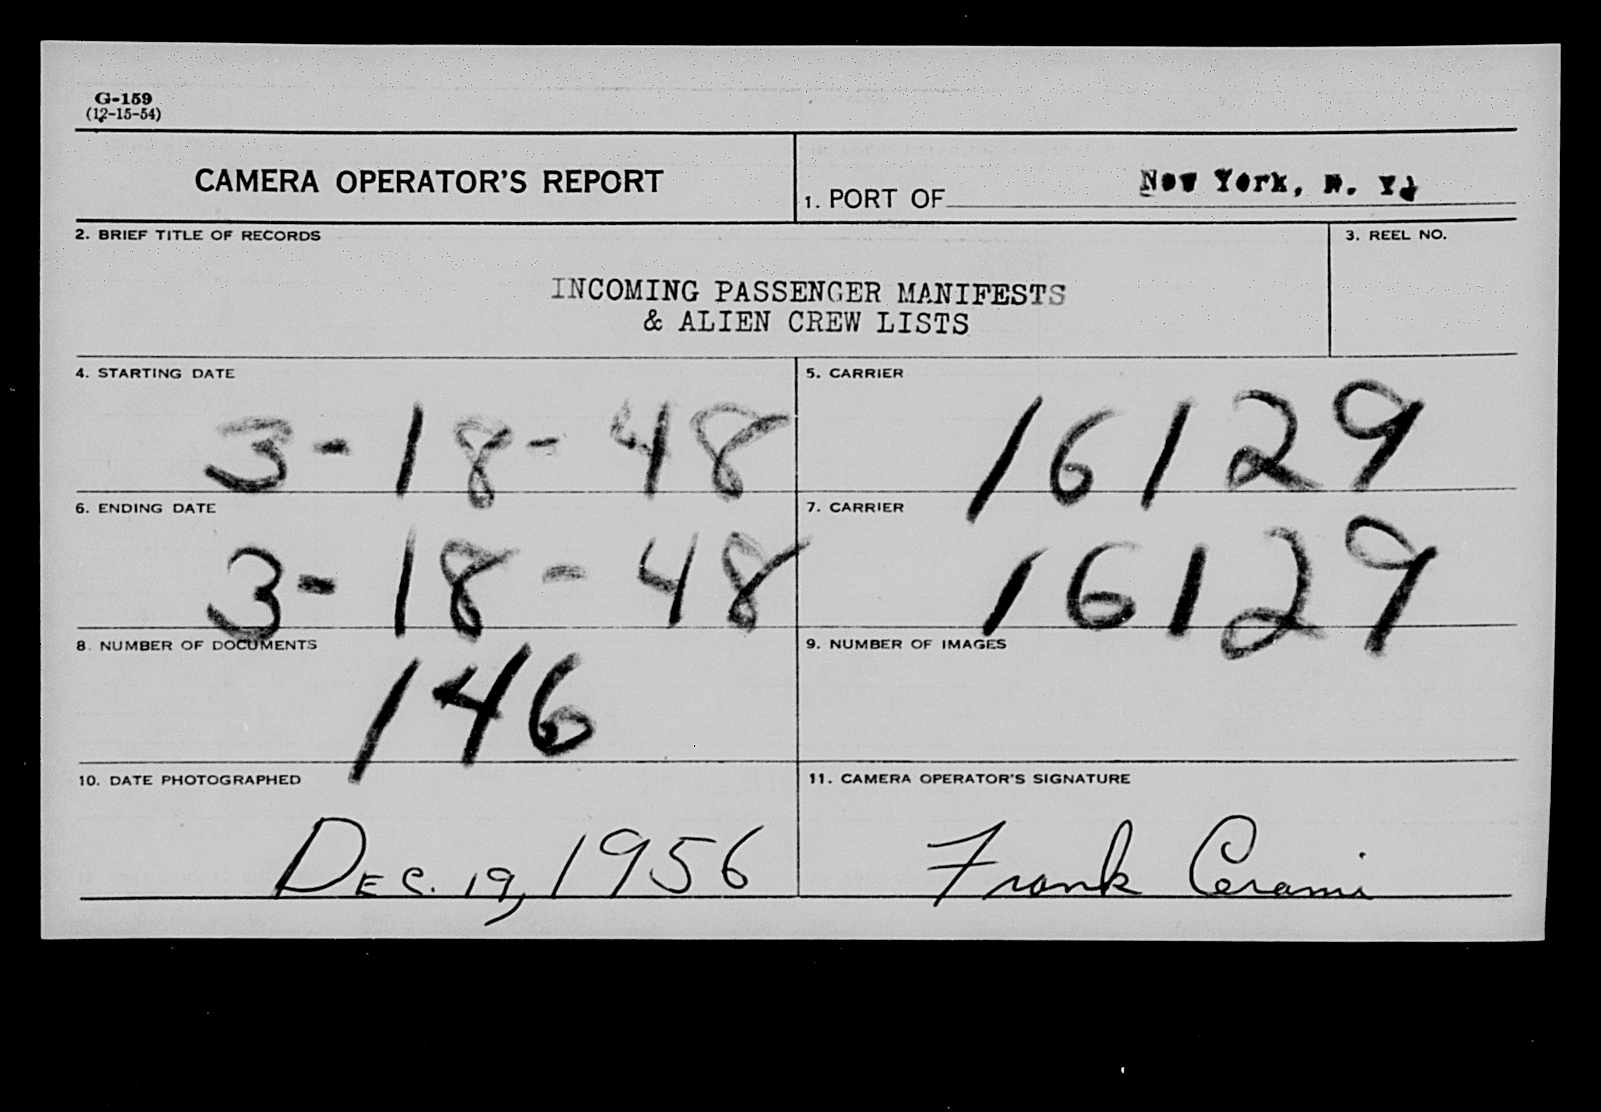 G-159
(12-15-54)
CAMERA OPERATOR'S REPORT
1. PORT OF New York, N. Y.
2. BRIEF TITLE OF RECORDS
3. REEL NO.
INCOMING PASSENGER MANIFESTS
& ALIEN CREW LISTS
4. STARTING DATE
3-18-48
5. CARRIER
16129
6. ENDING DATE
3-18-48
7. CARRIER
16129
8. NUMBER OF DOCUMENTS
146
9. NUMBER OF IMAGES
10. DATE PHOTOGRAPHED
DEC. 19, 1956
11. CAMERA OPERATOR'S SIGNATURE
Frank Cerami